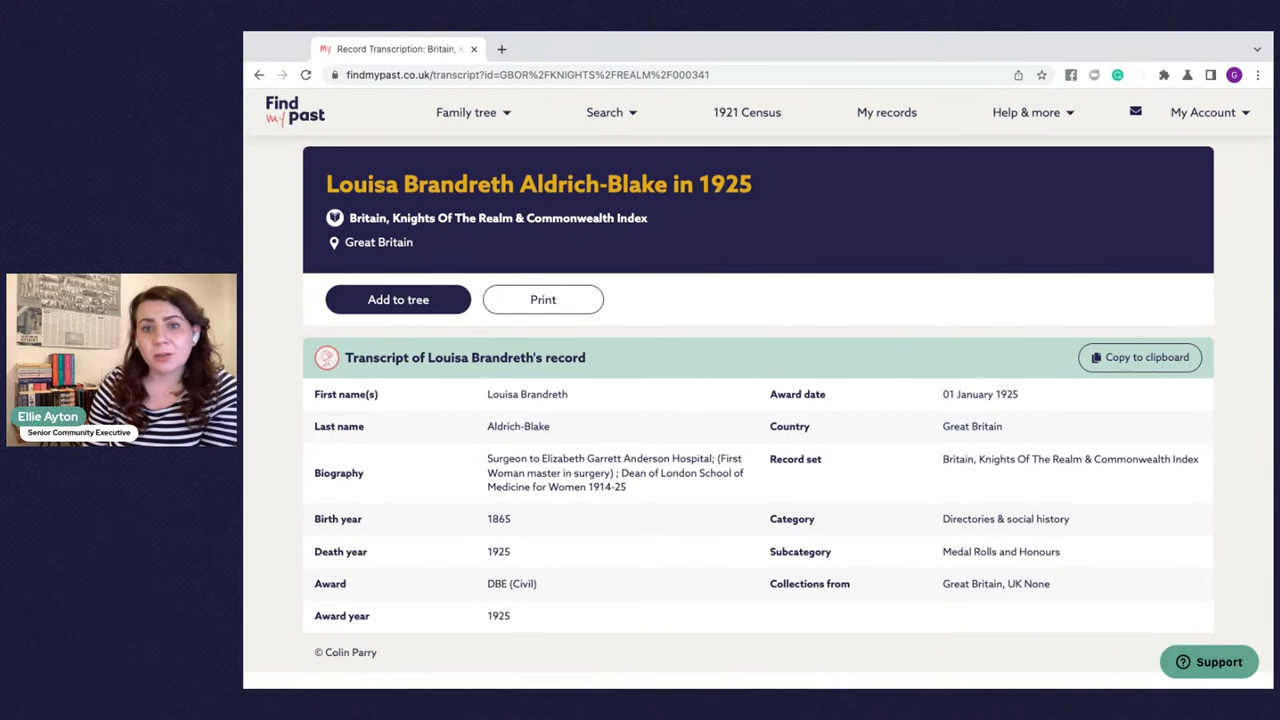 Record Transcription: Britain, K
findmypast.co.uk/transcript?id=GBOR%2FKNIGHTS%2FREALM%2F000341
G
Find my past
Family tree
Search
1921 Census
My records
Help & more
My Account
Louisa Brandreth Aldrich-Blake in 1925
Britain, Knights Of The Realm & Commonwealth Index
Great Britain
Add to tree
Print
Transcript of Louisa Brandreth's record
Copy to clipboard
First name(s) Louisa Brandreth
Award date 01 January 1925
Last name Aldrich-Blake
Country Great Britain
Biography
Surgeon to Elizabeth Garrett Anderson Hospital; (First
Woman master in surgery) ; Dean of London School of
Medicine for Women 1914-25
Record set Britain, Knights Of The Realm & Commonwealth Index
Birth year 1865
Category Directories & social history
Death year 1925
Subcategory Medal Rolls and Honours
Award DBE (Civil)
Collections from Great Britain, UK None
Award year 1925
© Colin Parry
Support
Ellie Ayton
Senior Community Executive